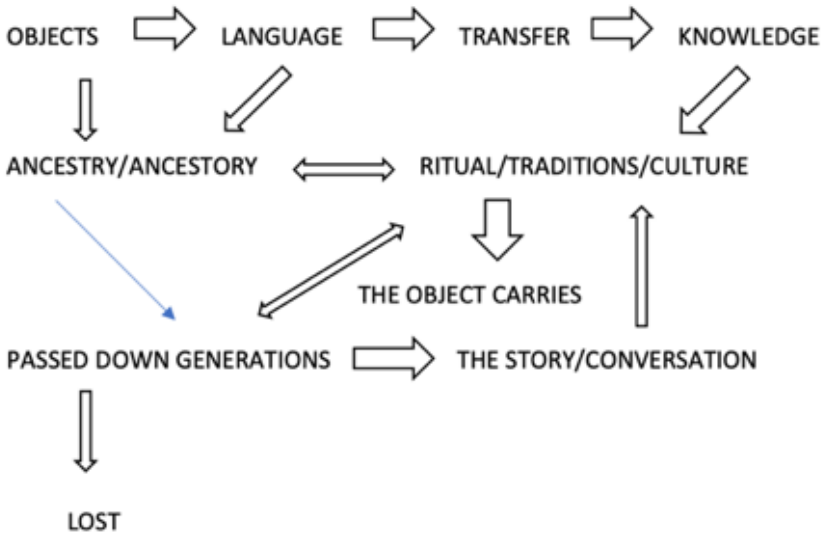 OBJECTS LANGUAGE TRANSFER KNOWLEDGE
ANCESTRY/ANCESTORY RITUAL/TRADITIONS/CULTURE
THE OBJECT CARRIES
PASSED DOWN GENERATIONS THE STORY/CONVERSATION
LOST